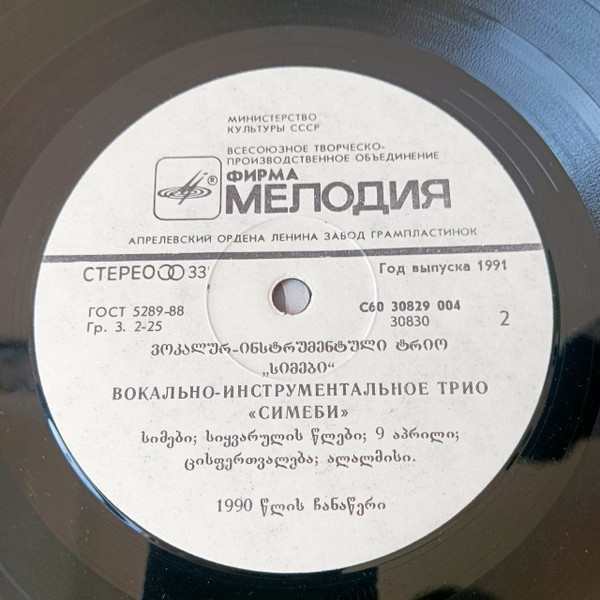 МИНИСТЕРСТВО
КУЛЬТУРЫ СССР
ВСЕСОЮЗНОЕ ТВОРЧЕСКО-
ПРОИЗВОДСТВЕННОЕ ОБЪЕДИНЕНИЕ
®
ФИРМА
МЕЛОДИЯ
АПРЕЛЕВСКИЙ ОРДЕНА ЛЕНИНА ЗАВОД ГРАМПЛАСТИНОК
СТЕРЕО 33
Год выпуска 1991
ГОСТ 5289-88
С60 30829 004
Гр. 3. 2-25
30830
2
ვოკალურ-ინსტრუმენტული ტრიო
„სიმები“
ВОКАЛЬНО-ИНСТРУМЕНТАЛЬНОЕ ТРИО
«СИМЕБИ»
სიმები; სიყვარულის წლები; 9 აპრილი;
ცისფერთვალება; ალალმისი.
1990 წლის ჩანაწერი